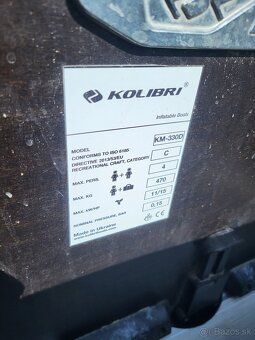 KOLIBRI
Inflatable Boats
MODEL KM-330D
CONFORMS TO ISO 6185
DIRECTIVE 2013/53/EU
RECREATIONAL CRAFT, CATEGORY C
MAX. PERS. 4
MAX. KG 470
MAX. kW/HP 11/15
NOMINAL PRESSURE, BAR 0,15
Made in Ukraine
CE
bazos.sk